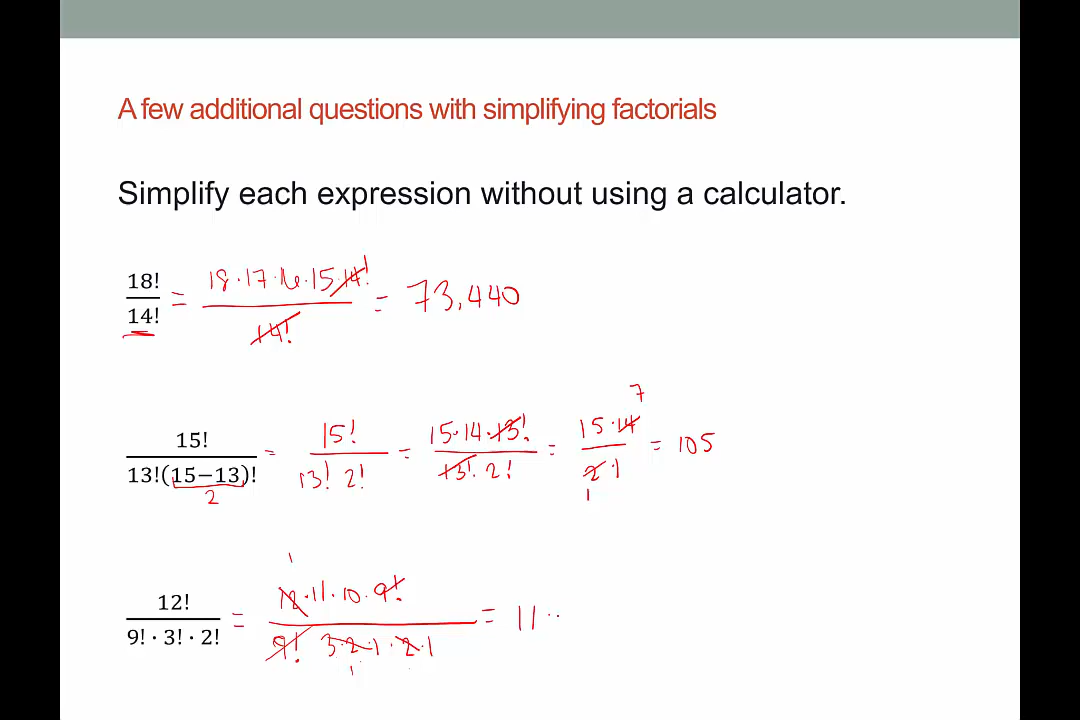 A few additional questions with simplifying factorials
Simplify each expression without using a calculator.
18!/14! = 18·17·16·15·14!/14! = 73,440
15!/13!(15−13)! = 15!/13! 2! = 15·14·13!/13! 2! = 15·14/2·1 = 105
7
2
1
1
12!/9!·3!·2! = 12·11·10·9!/9! 3·2·1·2·1 = 11·
1